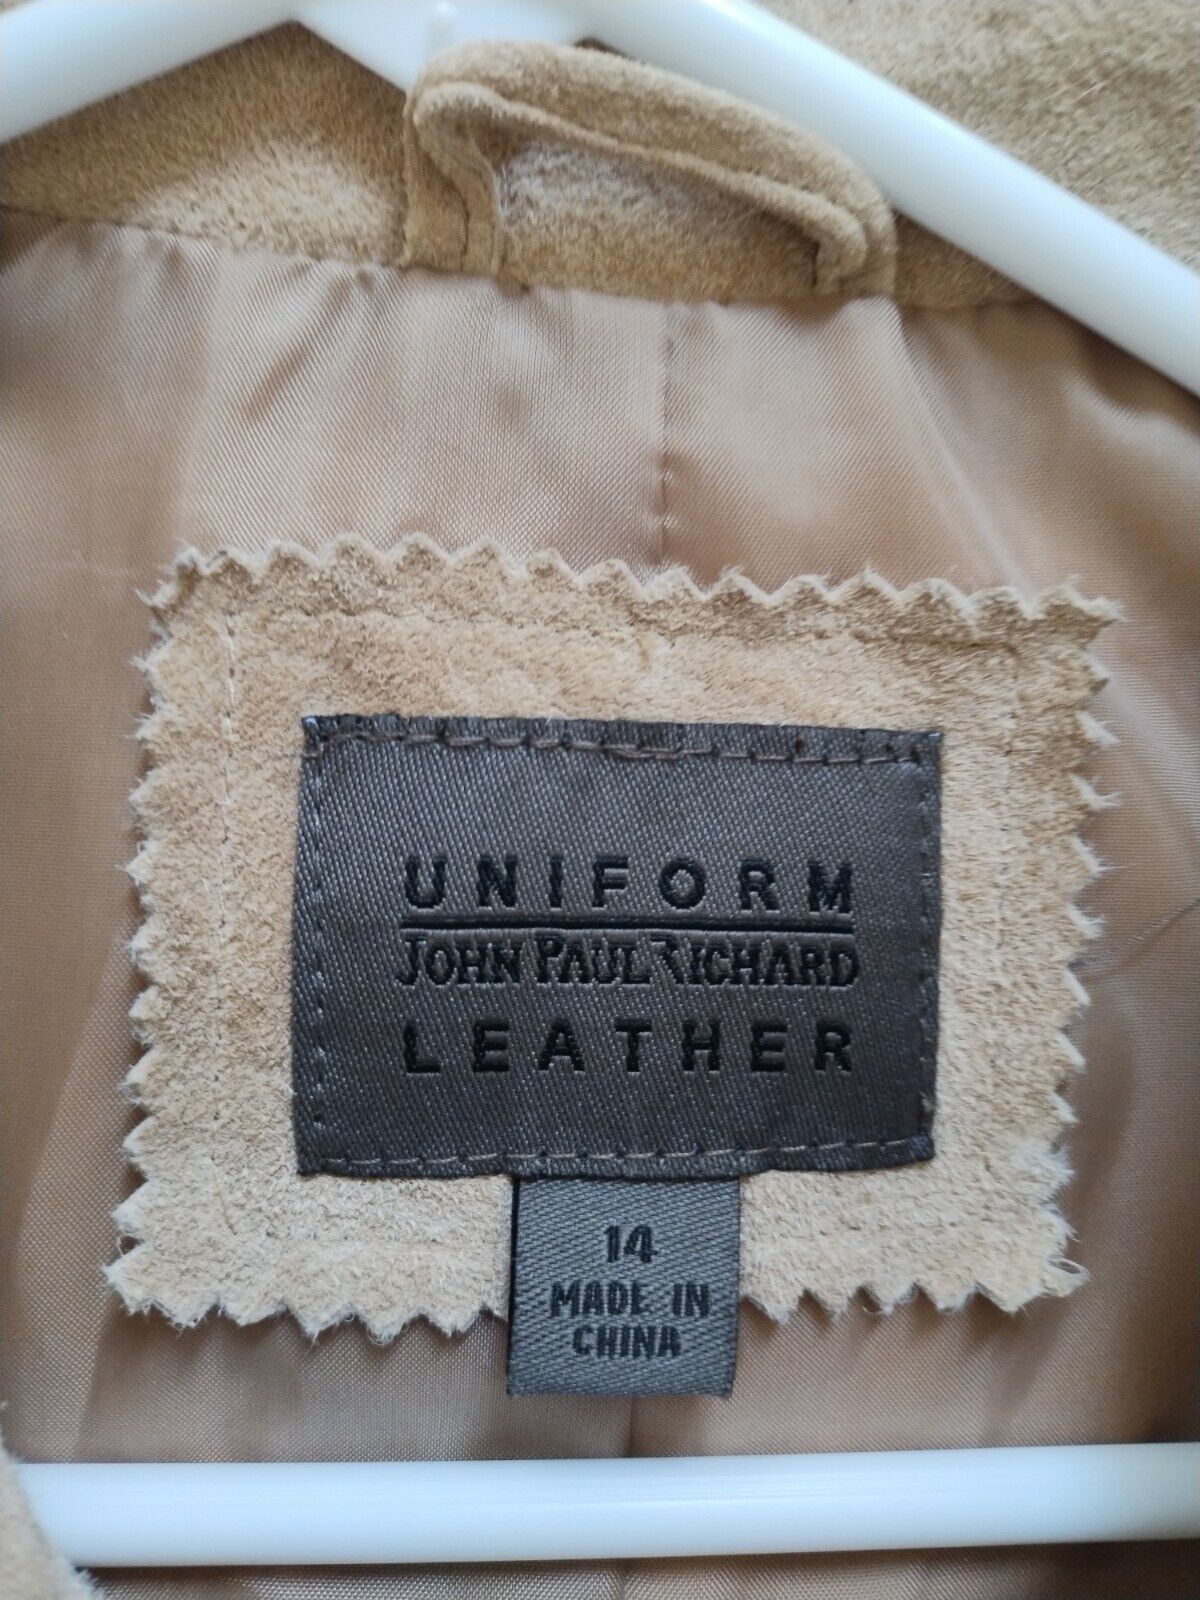 UNIFORM
JOHN PAUL RICHARD
LEATHER
14
MADE IN
CHINA